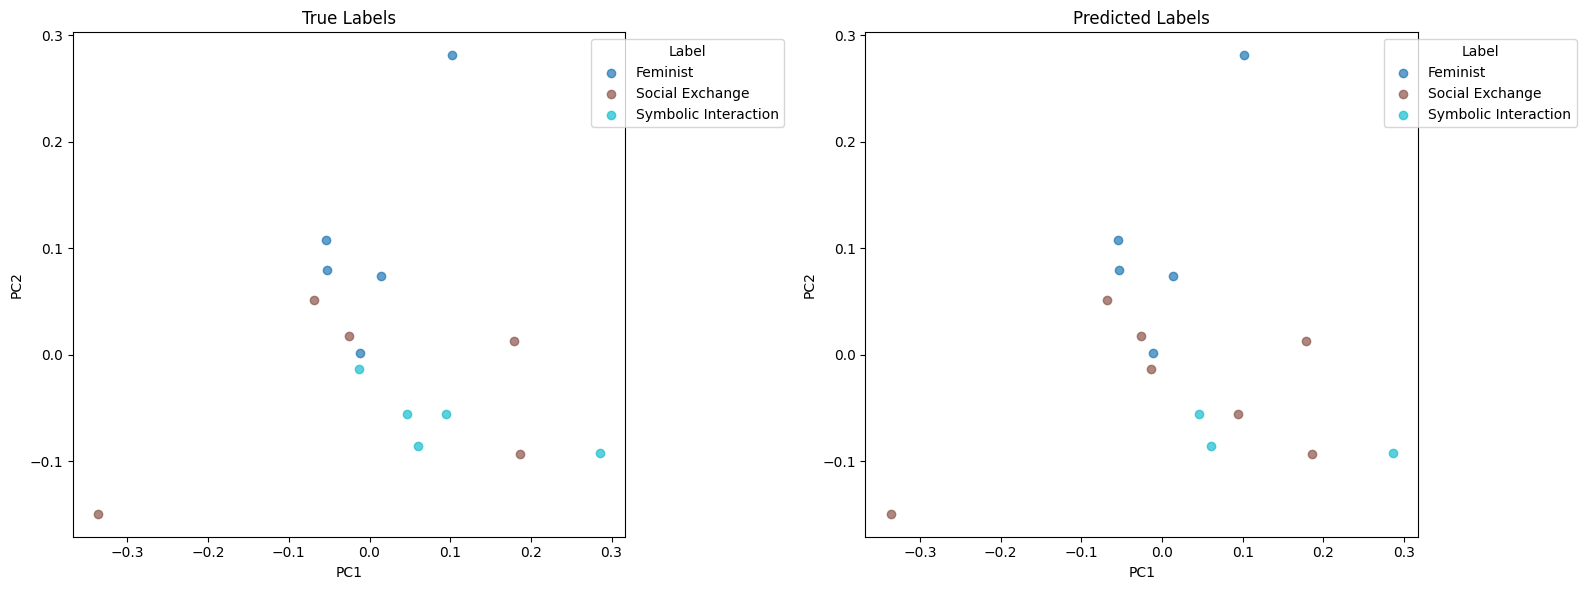 True Labels
Label
Feminist
Social Exchange
Symbolic Interaction
0.3
0.2
0.1
0.0
−0.1
PC2
−0.3
−0.2
−0.1
0.0
0.1
0.2
0.3
PC1
Predicted Labels
Label
Feminist
Social Exchange
Symbolic Interaction
0.3
0.2
0.1
0.0
−0.1
PC2
−0.3
−0.2
−0.1
0.0
0.1
0.2
0.3
PC1